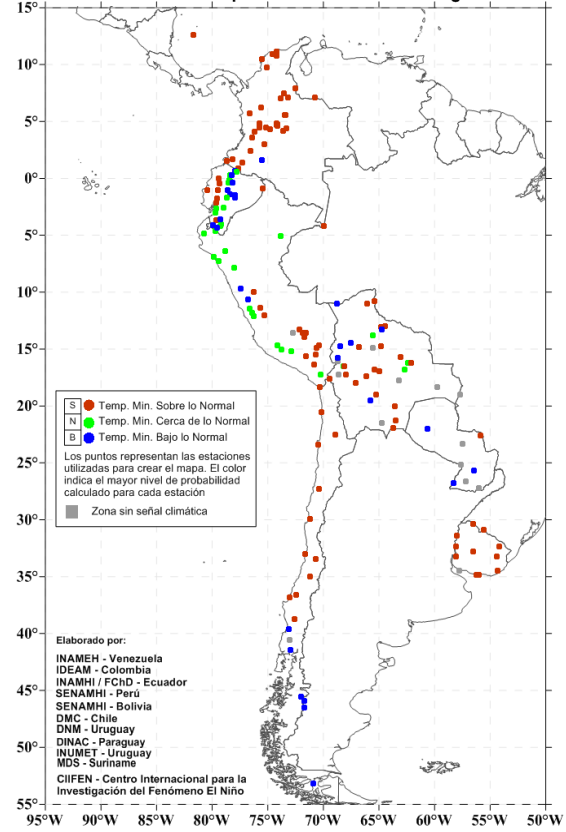 15°
10°
5°
0°
5°
10°
15°
20°
25°
30°
35°
40°
45°
50°
55°
S Temp. Min. Sobre lo Normal
N Temp. Min. Cerca de lo Normal
B Temp. Min. Bajo lo Normal
Los puntos representan las estaciones
utilizadas para crear el mapa. El color
indica el mayor nivel de probabilidad
calculado para cada estación
Zona sin señal climática
Elaborado por:
INAMEH - Venezuela
IDEAM - Colombia
INAMHI / FChD - Ecuador
SENAMHI - Perú
SENAMHI - Bolivia
DMC - Chile
DNM - Uruguay
DINAC - Paraguay
INUMET - Uruguay
MDS - Suriname
CIIFEN - Centro Internacional para la
Investigación del Fenómeno El Niño
95°W 90°W 85°W 80°W 75°W 70°W 65°W 60°W 55°W 50°W